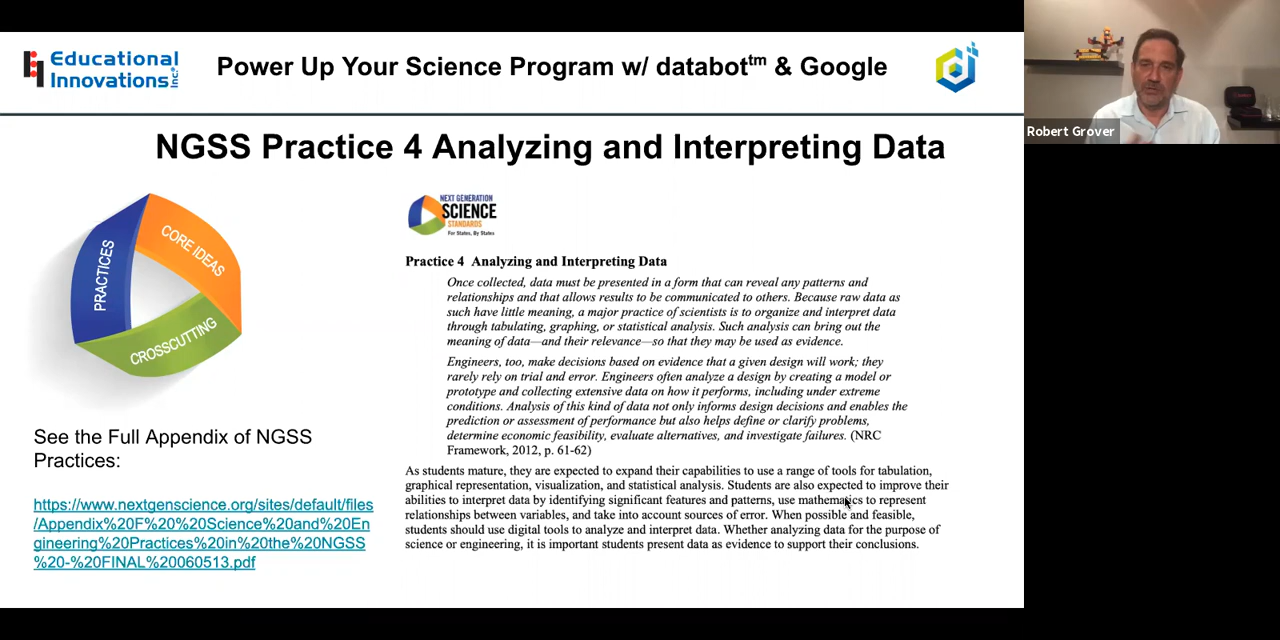 Educational
Innovations
Inc.
Power Up Your Science Program w/ databot™ & Google
Robert Grover
NGSS Practice 4 Analyzing and Interpreting Data
PRACTICES
CORE IDEAS
CROSSCUTTING
See the Full Appendix of NGSS
Practices:
https://www.nextgenscience.org/sites/default/files
/Appendix%20F%20%20Science%20and%20En
gineering%20Practices%20in%20the%20NGSS
%20-%20FINAL%20060513.pdf
NEXT GENERATION
SCIENCE
STANDARDS
For States, By States
Practice 4 Analyzing and Interpreting Data
Once collected, data must be presented in a form that can reveal any patterns and
relationships and that allows results to be communicated to others. Because raw data as
such have little meaning, a major practice of scientists is to organize and interpret data
through tabulating, graphing, or statistical analysis. Such analysis can bring out the
meaning of data—and their relevance—so that they may be used as evidence.
Engineers, too, make decisions based on evidence that a given design will work; they
rarely rely on trial and error. Engineers often analyze a design by creating a model or
prototype and collecting extensive data on how it performs, including under extreme
conditions. Analysis of this kind of data not only informs design decisions and enables the
prediction or assessment of performance but also helps define or clarify problems,
determine economic feasibility, evaluate alternatives, and investigate failures. (NRC
Framework, 2012, p. 61-62)
As students mature, they are expected to expand their capabilities to use a range of tools for tabulation,
graphical representation, visualization, and statistical analysis. Students are also expected to improve their
abilities to interpret data by identifying significant features and patterns, use mathematics to represent
relationships between variables, and take into account sources of error. When possible and feasible,
students should use digital tools to analyze and interpret data. Whether analyzing data for the purpose of
science or engineering, it is important students present data as evidence to support their conclusions.